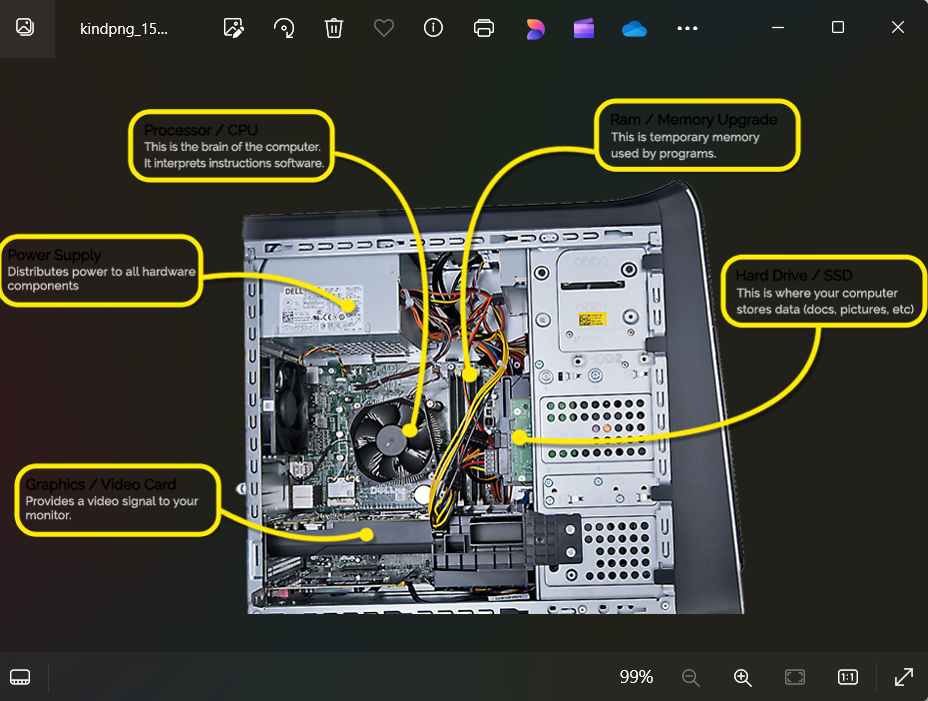 kindpng_15...
Processor / CPU
This is the brain of the computer.
It interprets instructions software.
Ram / Memory Upgrade
This is temporary memory
used by programs.
Power Supply
Distributes power to all hardware
components
Hard Drive / SSD
This is where your computer
stores data (docs, pictures, etc)
DELL
DELL
Graphics / Video Card
Provides a video signal to your
monitor.
99%
1:1